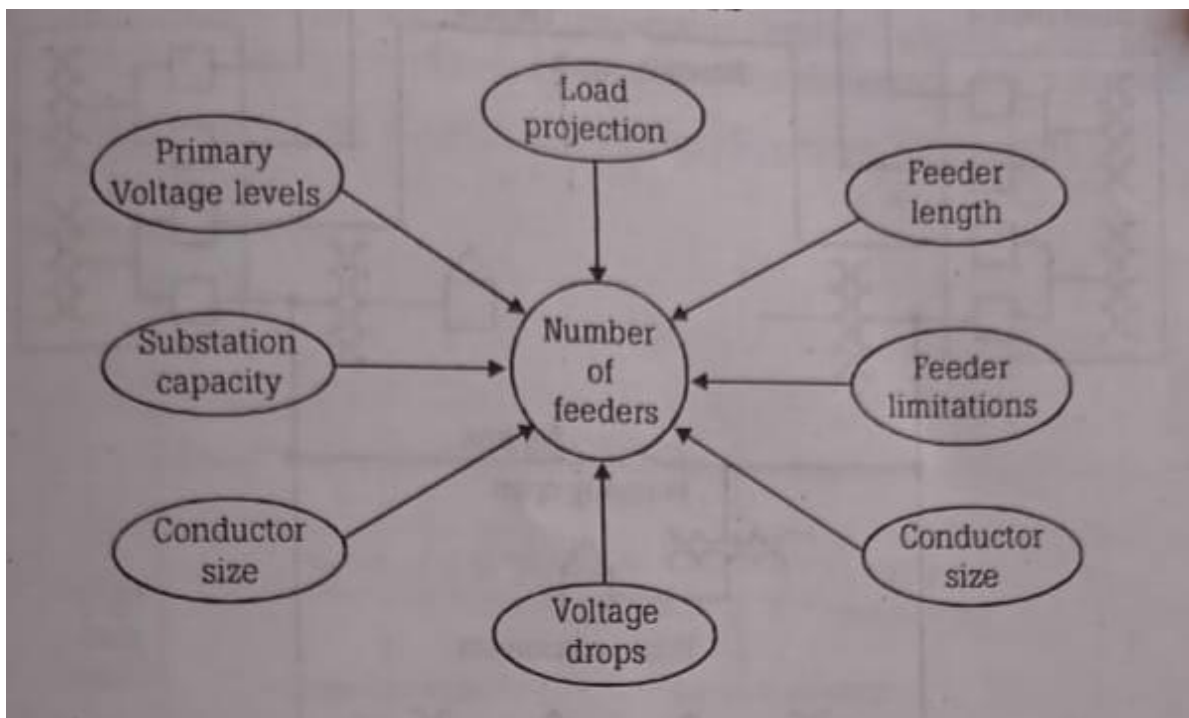 Load
projection
Primary
Voltage levels
Feeder
length
Substation
capacity
Number
of
feeders
Feeder
limitations
Conductor
size
Conductor
size
Voltage
drops